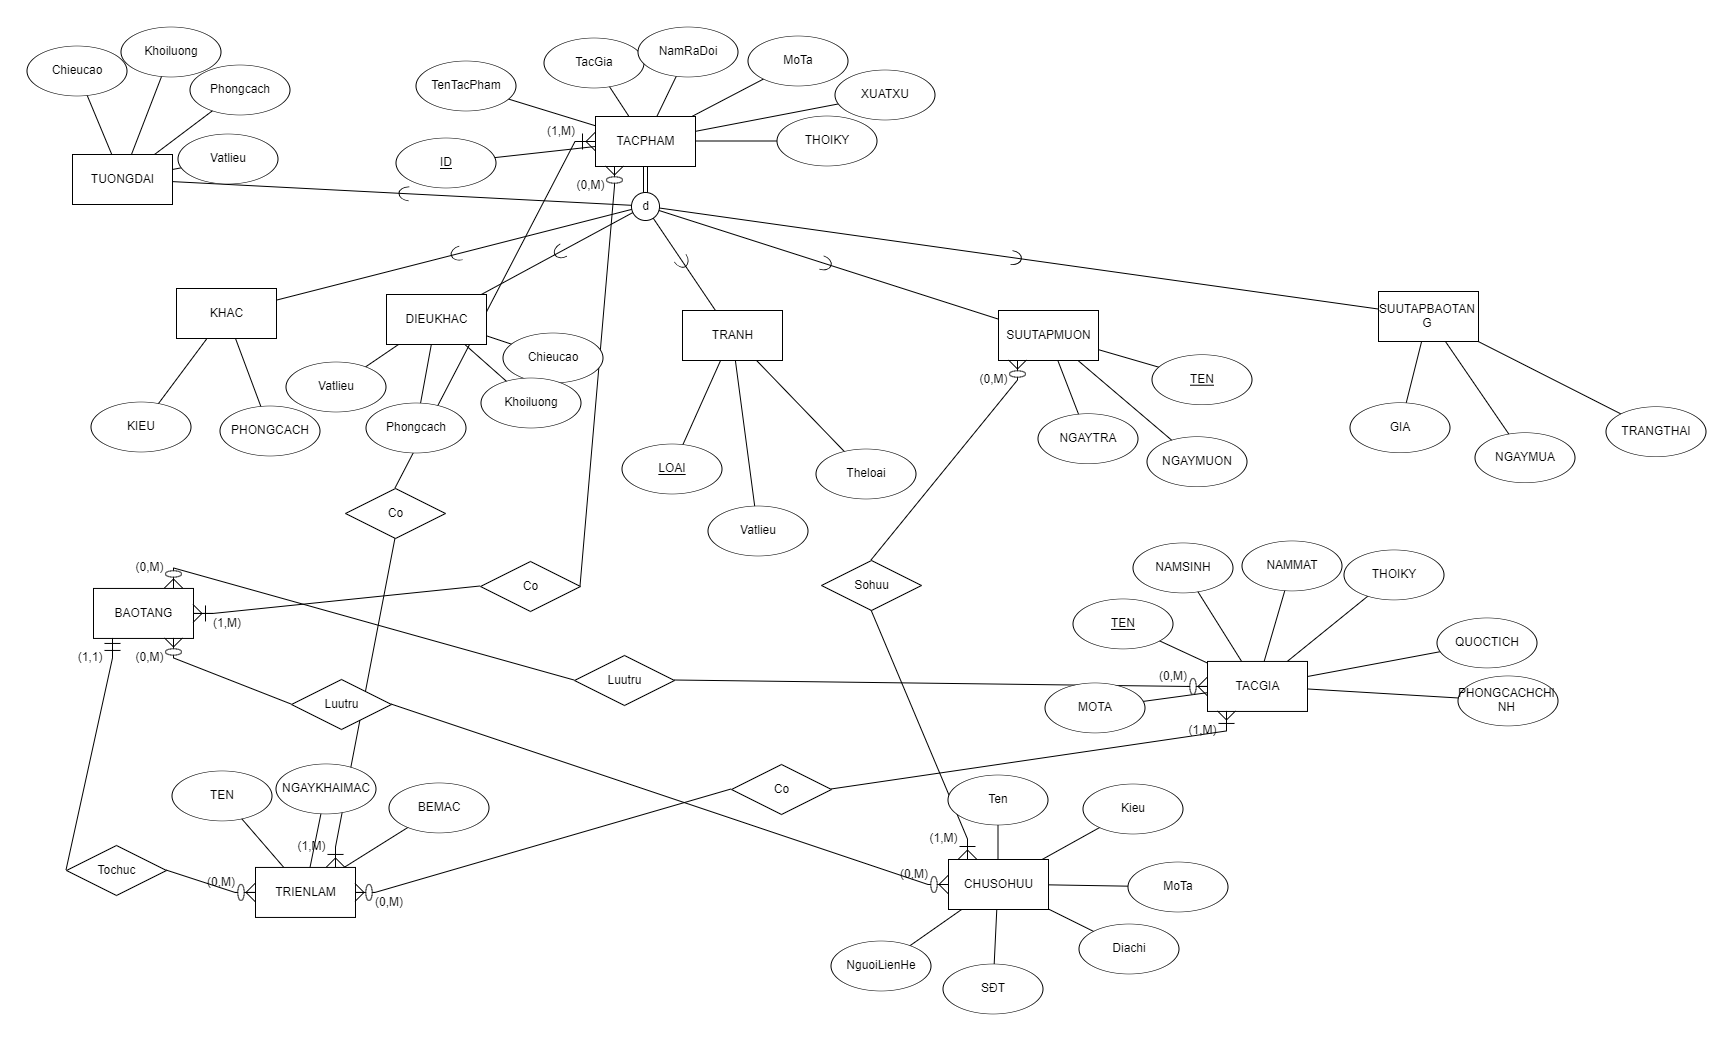 Khoiluong
Chieucao
Phongcach
Vatlieu
TUONGDAI
TenTacPham
TacGia
NamRaDoi
MoTa
XUATXU
THOIKY
(1,M)
TACPHAM
ID
(0,M)
d
KHAC
KIEU
PHONGCACH
DIEUKHAC
Vatlieu
Phongcach
Chieucao
Khoiluong
TRANH
LOAI
Vatlieu
Theloai
SUUTAPMUON
(0,M)
TEN
NGAYTRA
NGAYMUON
SUUTAPBAOTAN
G
GIA
NGAYMUA
TRANGTHAI
Co
Co
Sohuu
(0,M)
BAOTANG
(1,M)
(1,1)
(0,M)
Luutru
Luutru
NAMSINH
NAMMAT
THOIKY
TEN
QUOCTICH
(0,M)
TACGIA
MOTA
PHONGCACHCHI
NH
(1,M)
TEN
NGAYKHAIMAC
BEMAC
Co
(1,M)
Tochuc
(0,M)
TRIENLAM
(0,M)
Ten
Kieu
(1,M)
(0,M)
CHUSOHUU
MoTa
Diachi
NguoiLienHe
SĐT